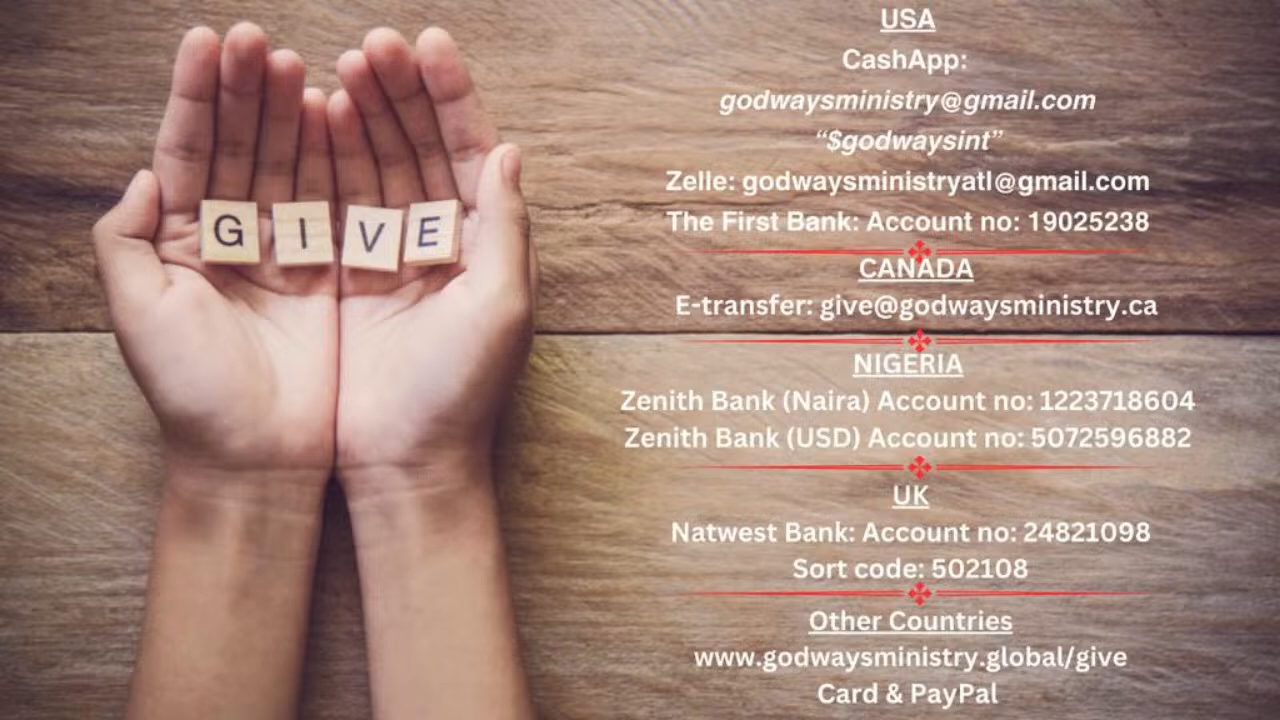 GIVE
USA
CashApp:
godwaysministry@gmail.com
“$godwaysint”
Zelle: godwaysministryatl@gmail.com
The First Bank: Account no: 19025238
CANADA
E-transfer: give@godwaysministry.ca
NIGERIA
Zenith Bank (Naira) Account no: 1223718604
Zenith Bank (USD) Account no: 5072596882
UK
Natwest Bank: Account no: 24821098
Sort code: 502108
Other Countries
www.godwaysministry.global/give
Card & PayPal